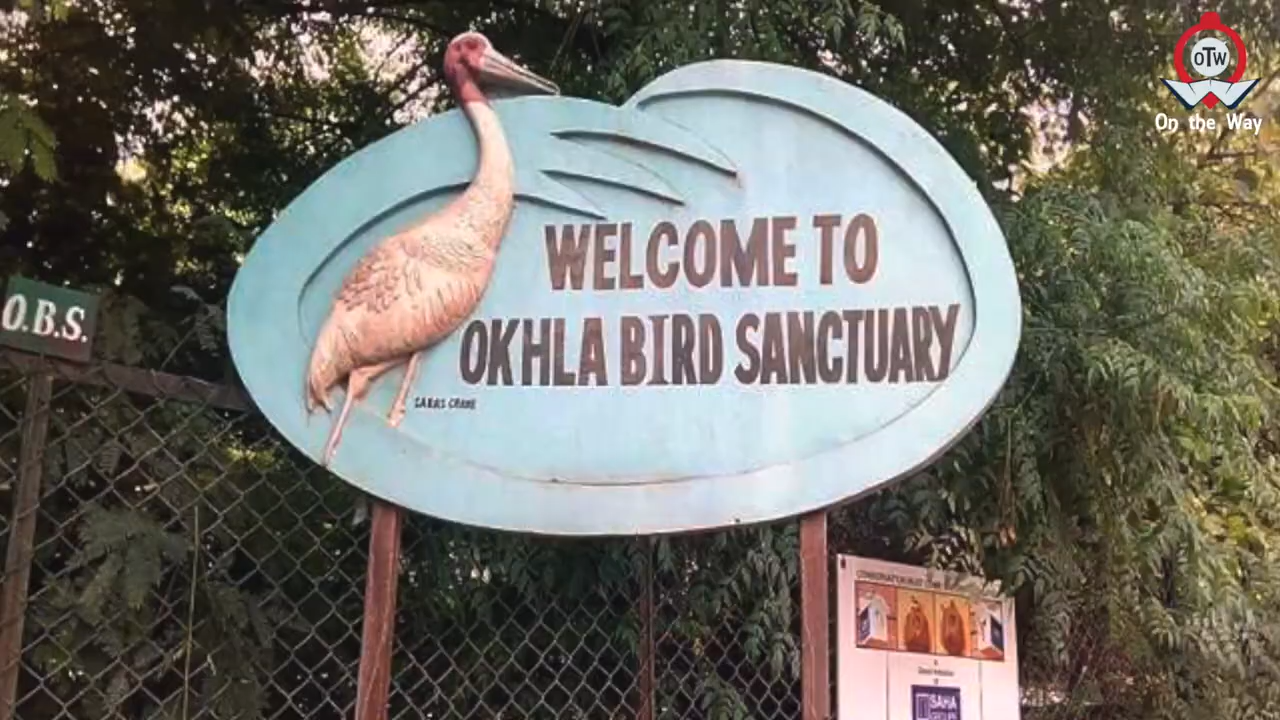 OTW
On the Way
WELCOME TO
OKHLA BIRD SANCTUARY
SARAS CRANE
O.B.S.
SAHA